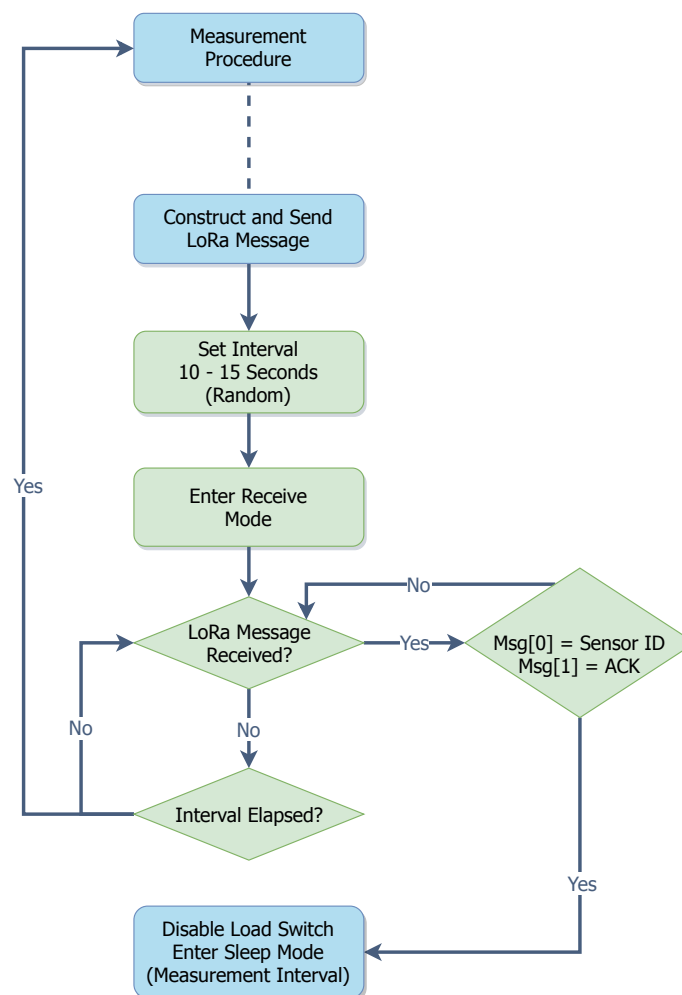 Measurement
Procedure
Construct and Send
LoRa Message
Set Interval
10 - 15 Seconds
(Random)
Yes
Enter Receive
Mode
No
LoRa Message
Received?
Yes
Msg[0] = Sensor ID
Msg[1] = ACK
No
No
Interval Elapsed?
Yes
Disable Load Switch
Enter Sleep Mode
(Measurement Interval)